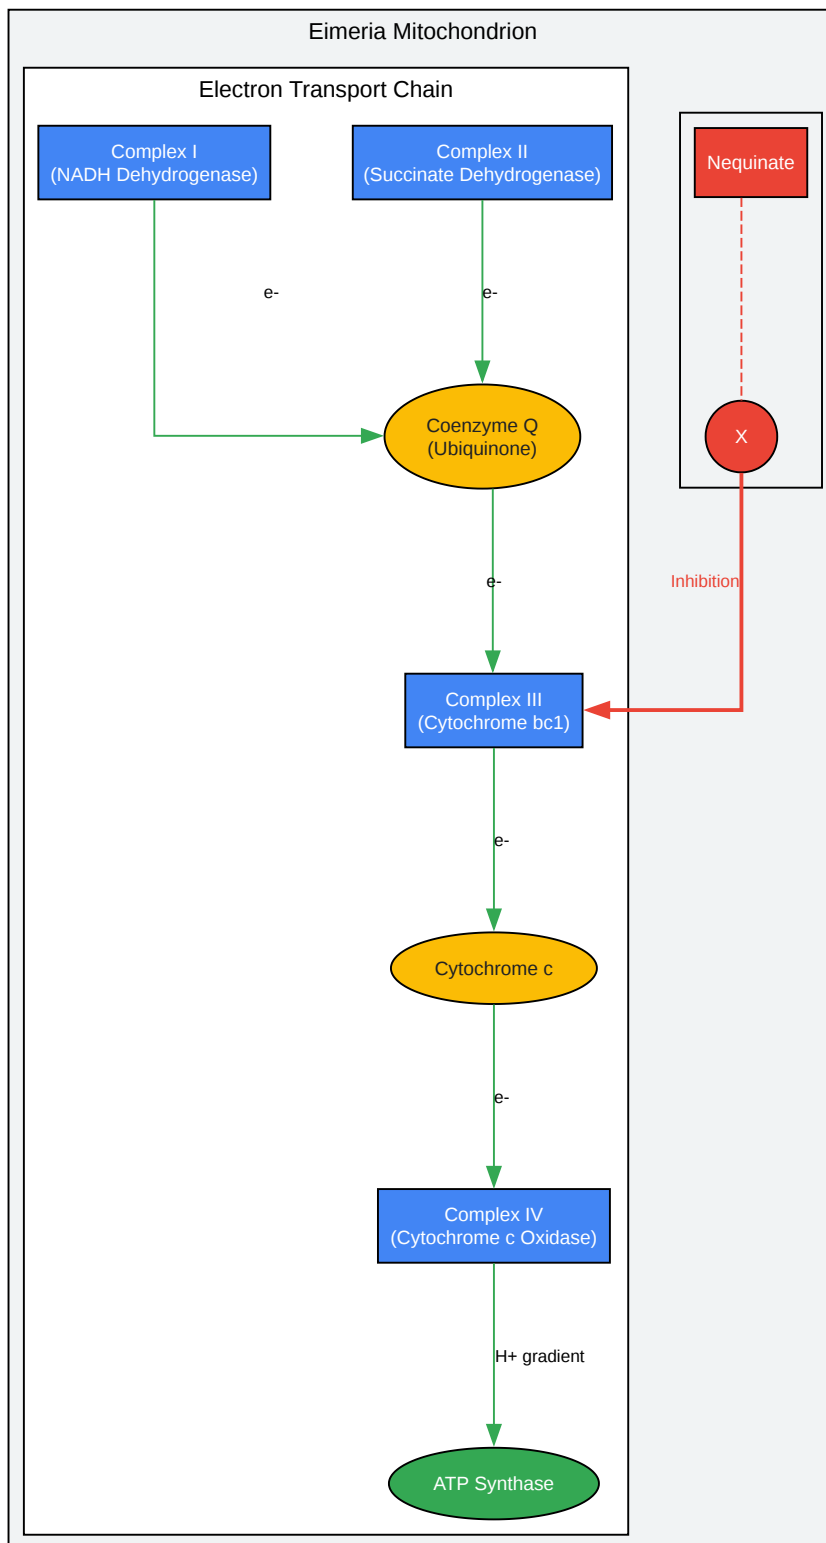 Eimeria Mitochondrion
Electron Transport Chain
Complex I
(NADH Dehydrogenase)
Complex II
(Succinate Dehydrogenase)
Nequinate
e-
e-
Coenzyme Q
(Ubiquinone)
X
e-
Inhibition
Complex III
(Cytochrome bc1)
e-
Cytochrome c
e-
Complex IV
(Cytochrome c Oxidase)
H+ gradient
ATP Synthase